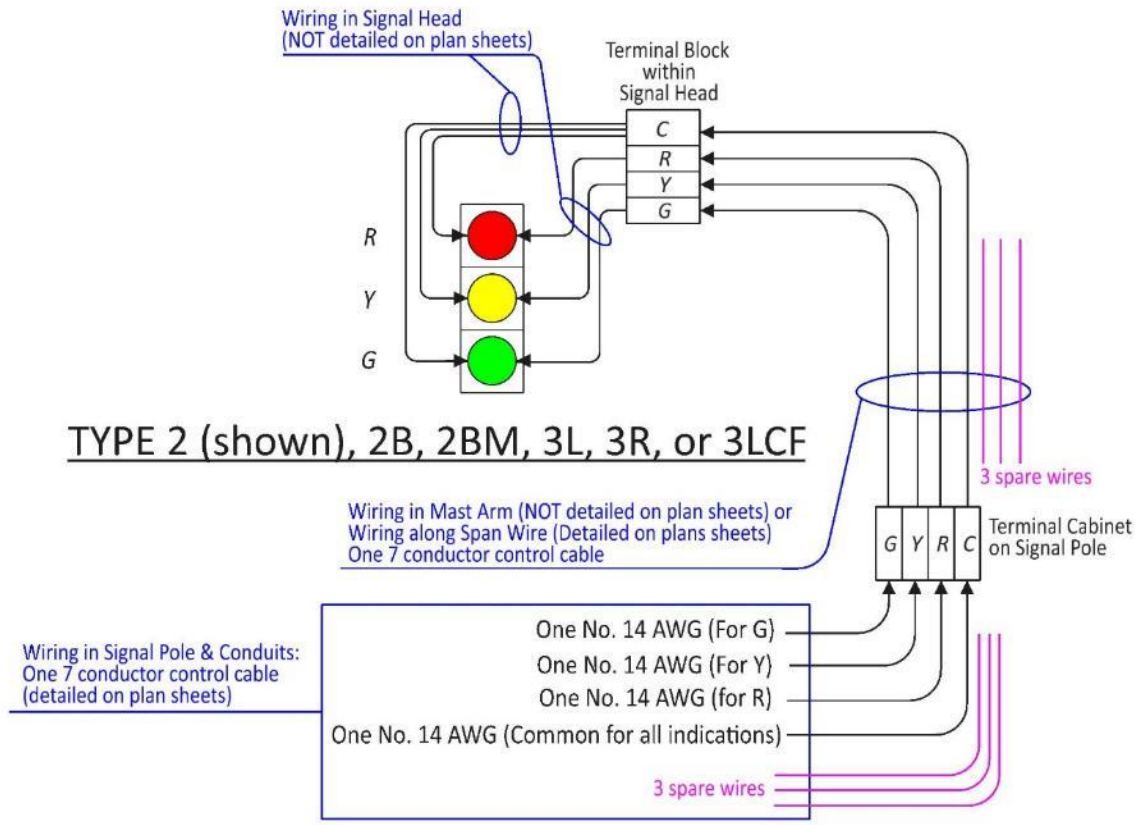 Wiring in Signal Head
(NOT detailed on plan sheets)
Terminal Block
within
Signal Head
C
R
Y
G
R
Y
G
TYPE 2 (shown), 2B, 2BM, 3L, 3R, or 3LCF
3 spare wires
Wiring in Mast Arm (NOT detailed on plan sheets) or
Wiring along Span Wire (Detailed on plans sheets)
One 7 conductor control cable
G Y R C
Terminal Cabinet
on Signal Pole
Wiring in Signal Pole & Conduits:
One 7 conductor control cable
(detailed on plan sheets)
One No. 14 AWG (For G)
One No. 14 AWG (For Y)
One No. 14 AWG (for R)
One No. 14 AWG (Common for all indications)
3 spare wires